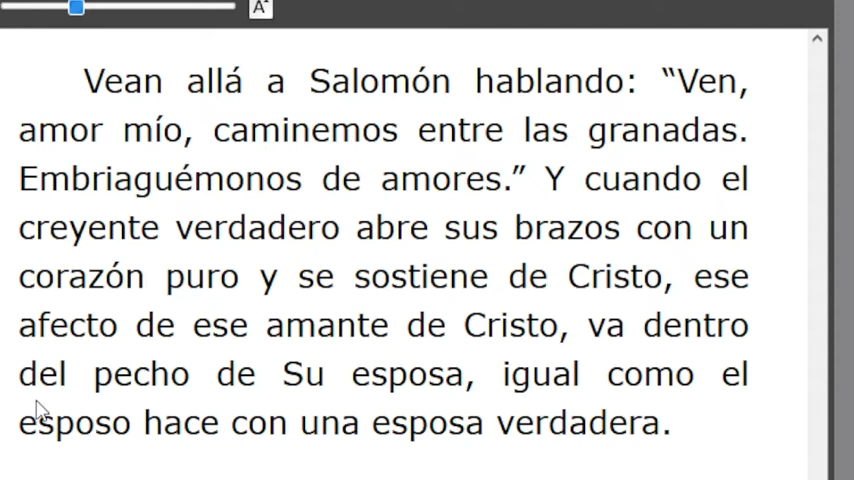 A
Vean allá a Salomón hablando: “Ven,
amor mío, caminemos entre las granadas.
Embriaguémonos de amores.” Y cuando el
creyente verdadero abre sus brazos con un
corazón puro y se sostiene de Cristo, ese
afecto de ese amante de Cristo, va dentro
del pecho de Su esposa, igual como el
esposo hace con una esposa verdadera.